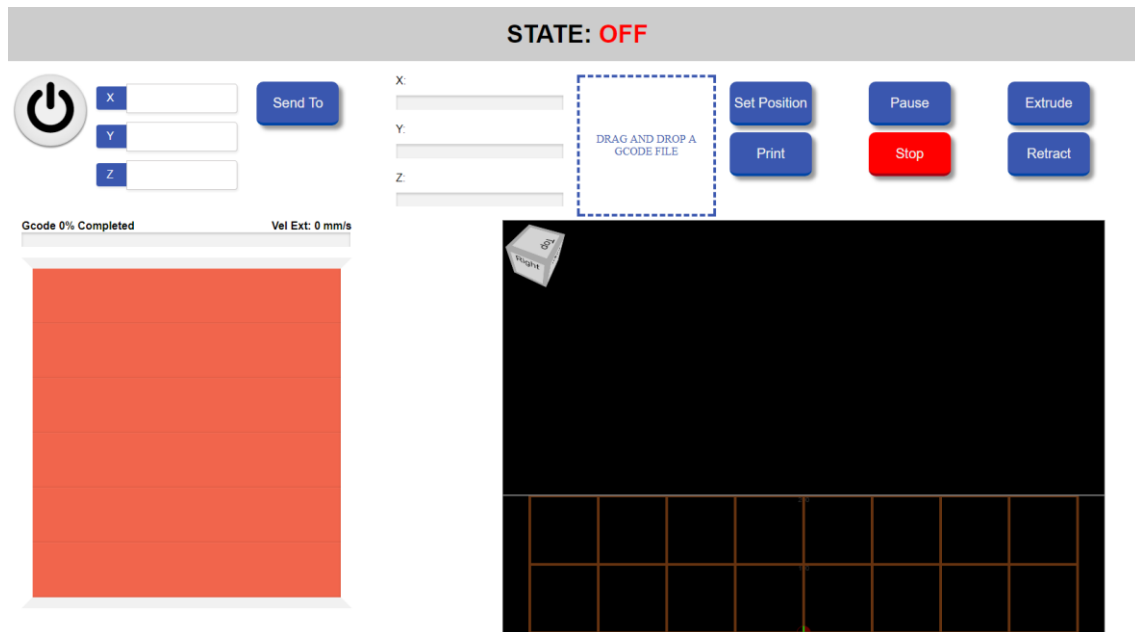 STATE: OFF
X
Y
Z
Send To
X:
Y:
Z:
DRAG AND DROP A
GCODE FILE
Set Position
Pause
Extrude
Print
Stop
Retract
Gcode 0% Completed
Vel Ext: 0 mm/s
Top
Right